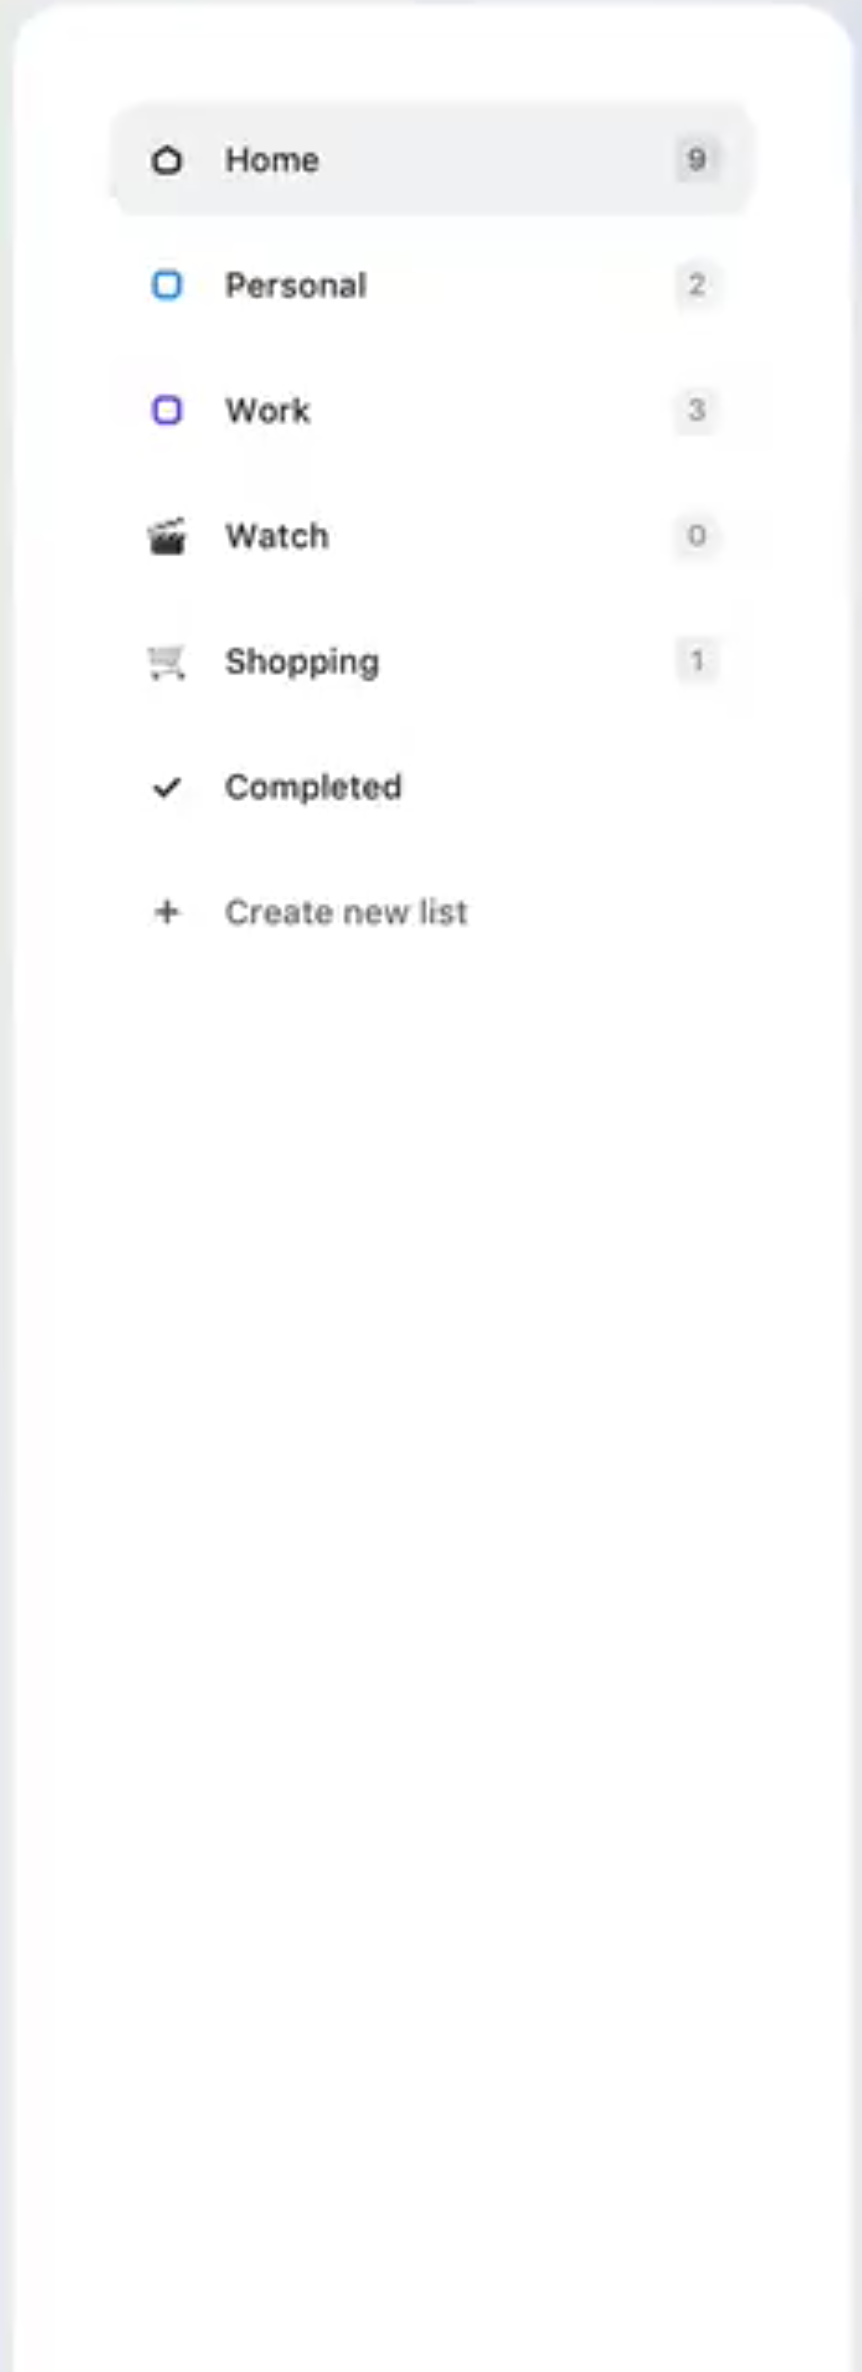 Home 9
Personal 2
Work 3
Watch 0
Shopping 1
Completed
Create new list